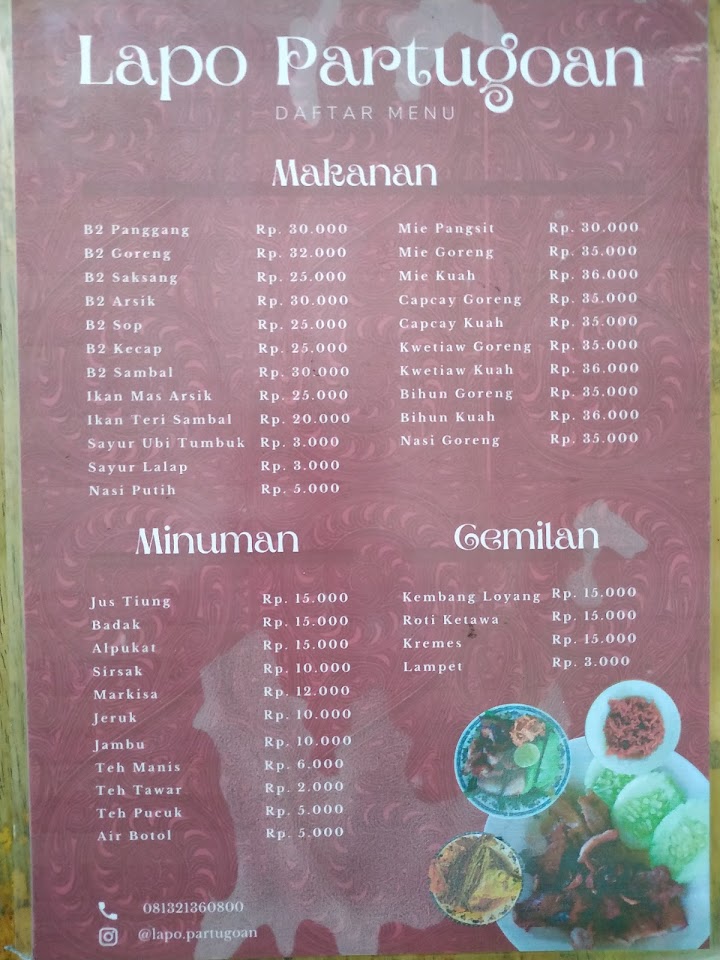 Lapo Partugoan
DAFTAR MENU
Makanan
B2 Panggang Rp. 30.000
B2 Goreng Rp. 32.000
B2 Saksang Rp. 25.000
B2 Arsik Rp. 30.000
B2 Sop Rp. 25.000
B2 Kecap Rp. 25.000
B2 Sambal Rp. 30.000
Ikan Mas Arsik Rp. 25.000
Ikan Teri Sambal Rp. 20.000
Sayur Ubi Tumbuk Rp. 3.000
Sayur Lalap Rp. 3.000
Nasi Putih Rp. 5.000
Mie Pangsit Rp. 30.000
Mie Goreng Rp. 35.000
Mie Kuah Rp. 36.000
Capcay Goreng Rp. 35.000
Capcay Kuah Rp. 35.000
Kwetiaw Goreng Rp. 35.000
Kwetiaw Kuah Rp. 36.000
Bihun Goreng Rp. 35.000
Bihun Kuah Rp. 36.000
Nasi Goreng Rp. 35.000
Minuman
Jus Tiung Rp. 15.000
Badak Rp. 15.000
Alpukat Rp. 15.000
Sirsak Rp. 10.000
Markisa Rp. 12.000
Jeruk Rp. 10.000
Jambu Rp. 10.000
Teh Manis Rp. 6.000
Teh Tawar Rp. 2.000
Teh Pucuk Rp. 5.000
Air Botol Rp. 5.000
Gemilan
Kembang Loyang Rp. 15.000
Roti Ketawa Rp. 15.000
Kremes Rp. 15.000
Lampet Rp. 3.000
081321360800
@lapo.partugoan